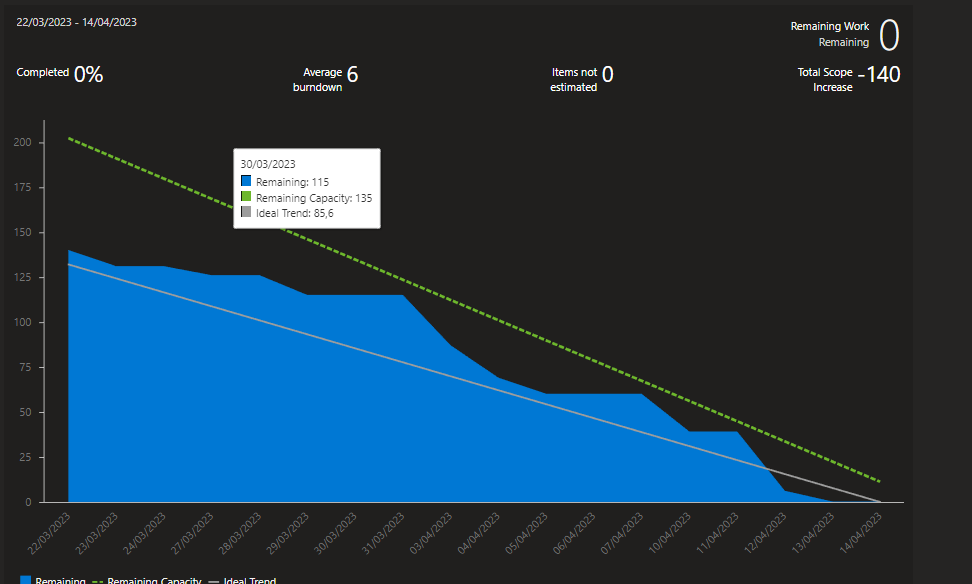 22/03/2023 - 14/04/2023
Remaining Work
Remaining
0
Completed 0%
Average
burndown
6
Items not
estimated
0
Total Scope
Increase
-140
200
175
150
125
100
75
50
25
0
30/03/2023
Remaining: 115
Remaining Capacity: 135
Ideal Trend: 85,6
22/03/2023
23/03/2023
24/03/2023
27/03/2023
28/03/2023
29/03/2023
30/03/2023
31/03/2023
03/04/2023
04/04/2023
05/04/2023
06/04/2023
07/04/2023
10/04/2023
11/04/2023
12/04/2023
13/04/2023
14/04/2023
Remaining Remaining Capacity Ideal Trend